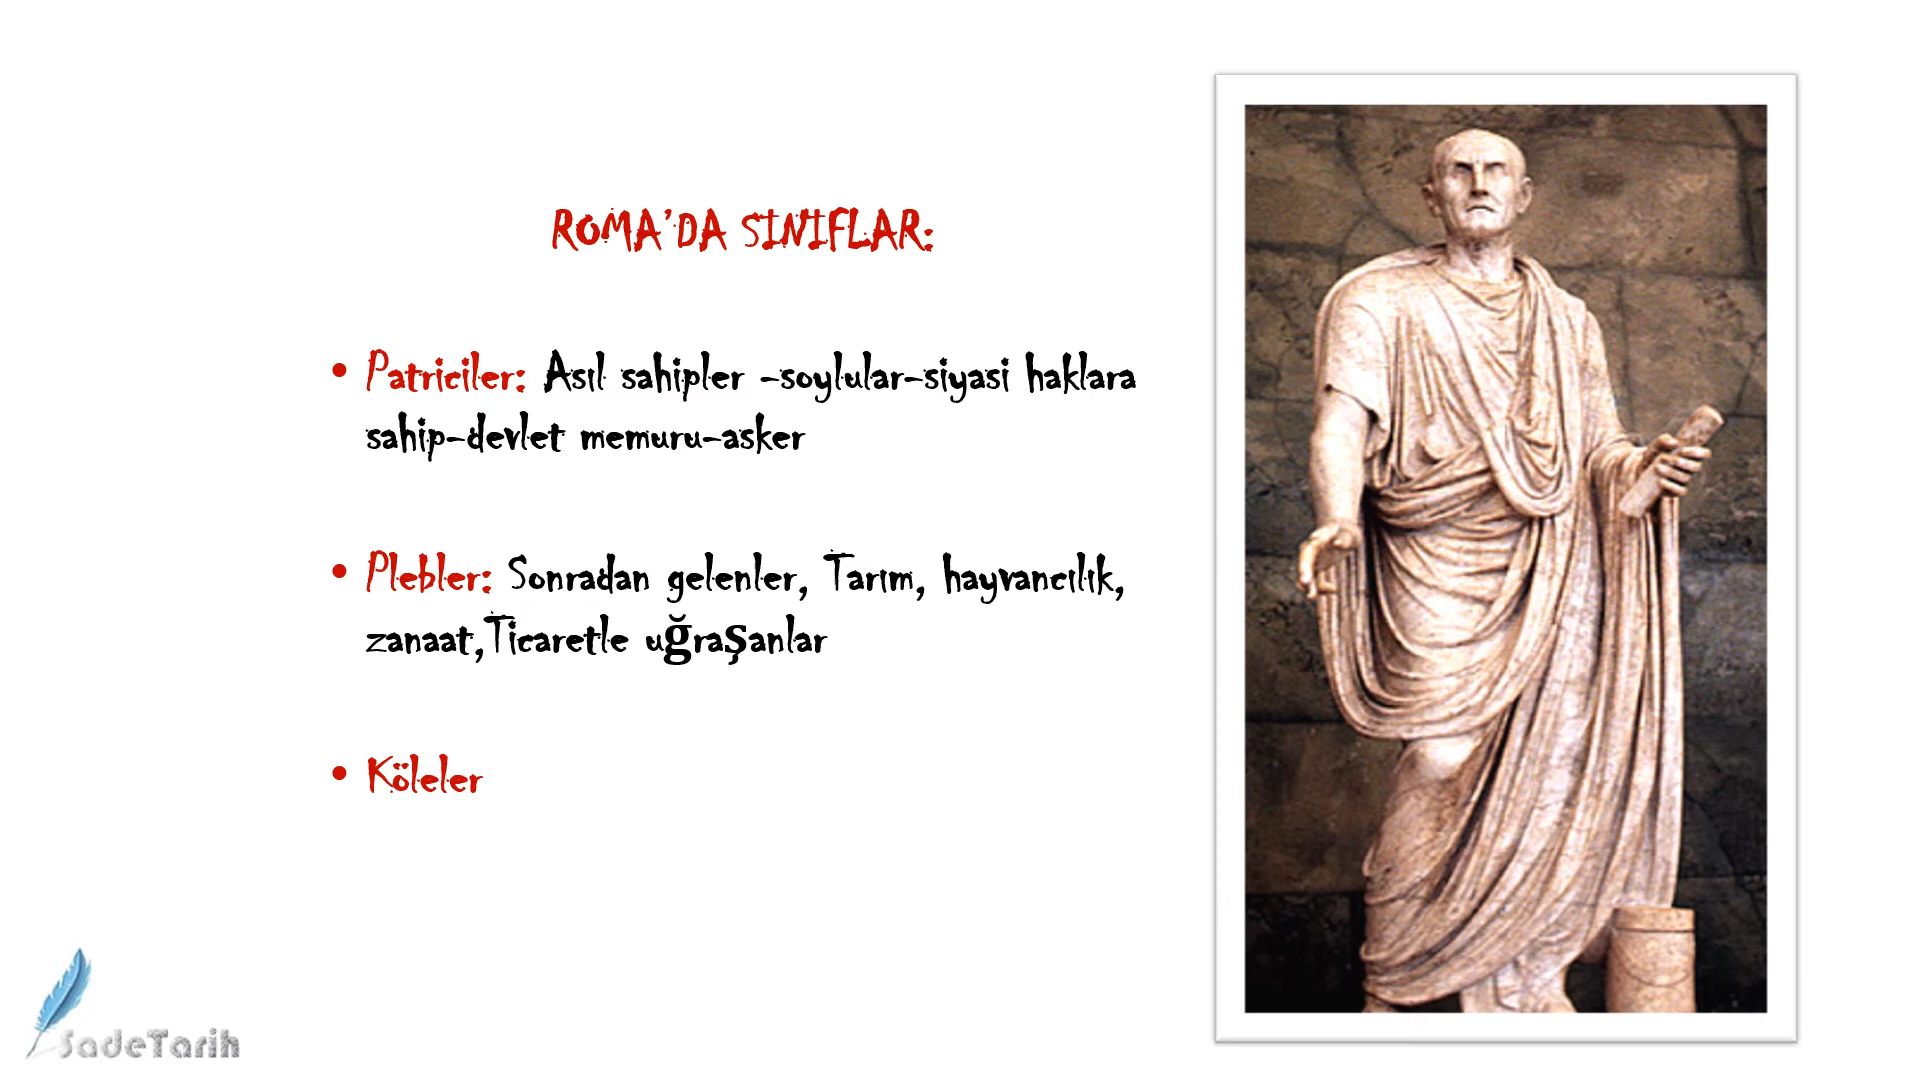 ROMA'DA SINIFLAR:
• Patriciler: Asıl sahipler -soylular-siyasi haklara
sahip-devlet memuru-asker
• Plebler: Sonradan gelenler, Tarım, hayvancılık,
zanaat,Ticaretle uğraşanlar
• Köleler
SadeTarih